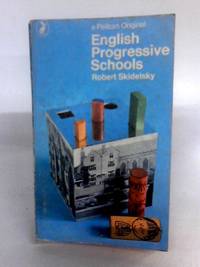 a Pelican Original
English
Progressive
Schools
Robert Skidelsky